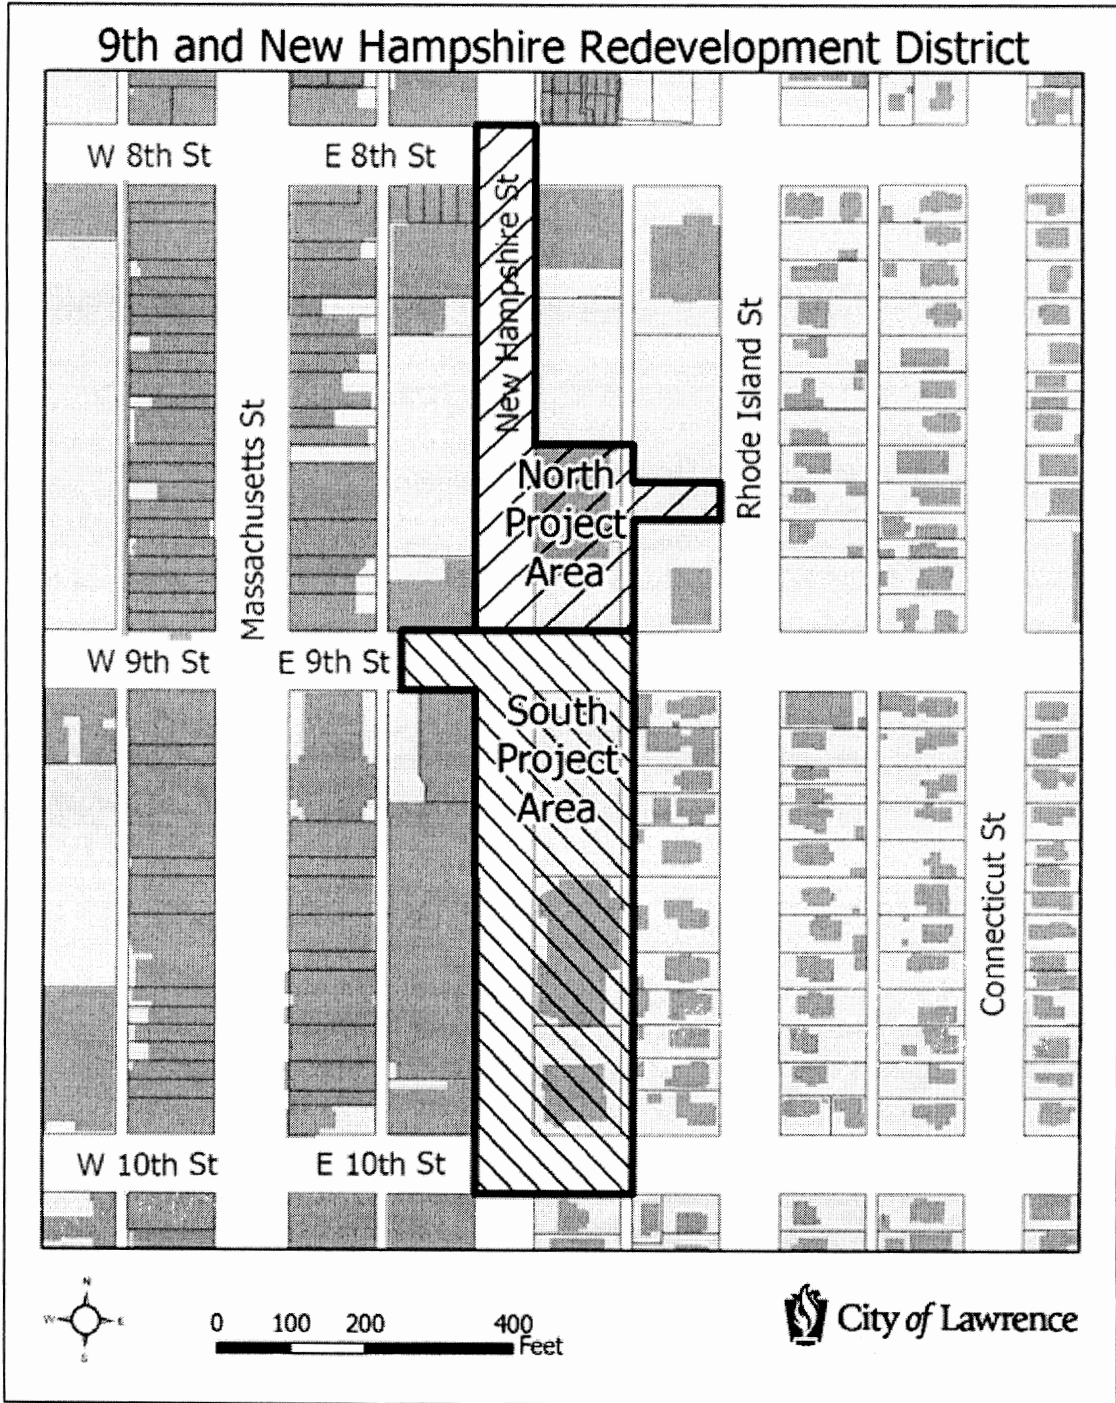 9th and New Hampshire Redevelopment District
W 8th St
E 8th St
New Hampshire St
Rhode Island St
Massachusetts St
North
Project
Area
W 9th St
E 9th St
South
Project
Area
Connecticut St
W 10th St
E 10th St
N
W
E
S
0 100 200 400
Feet
City of Lawrence